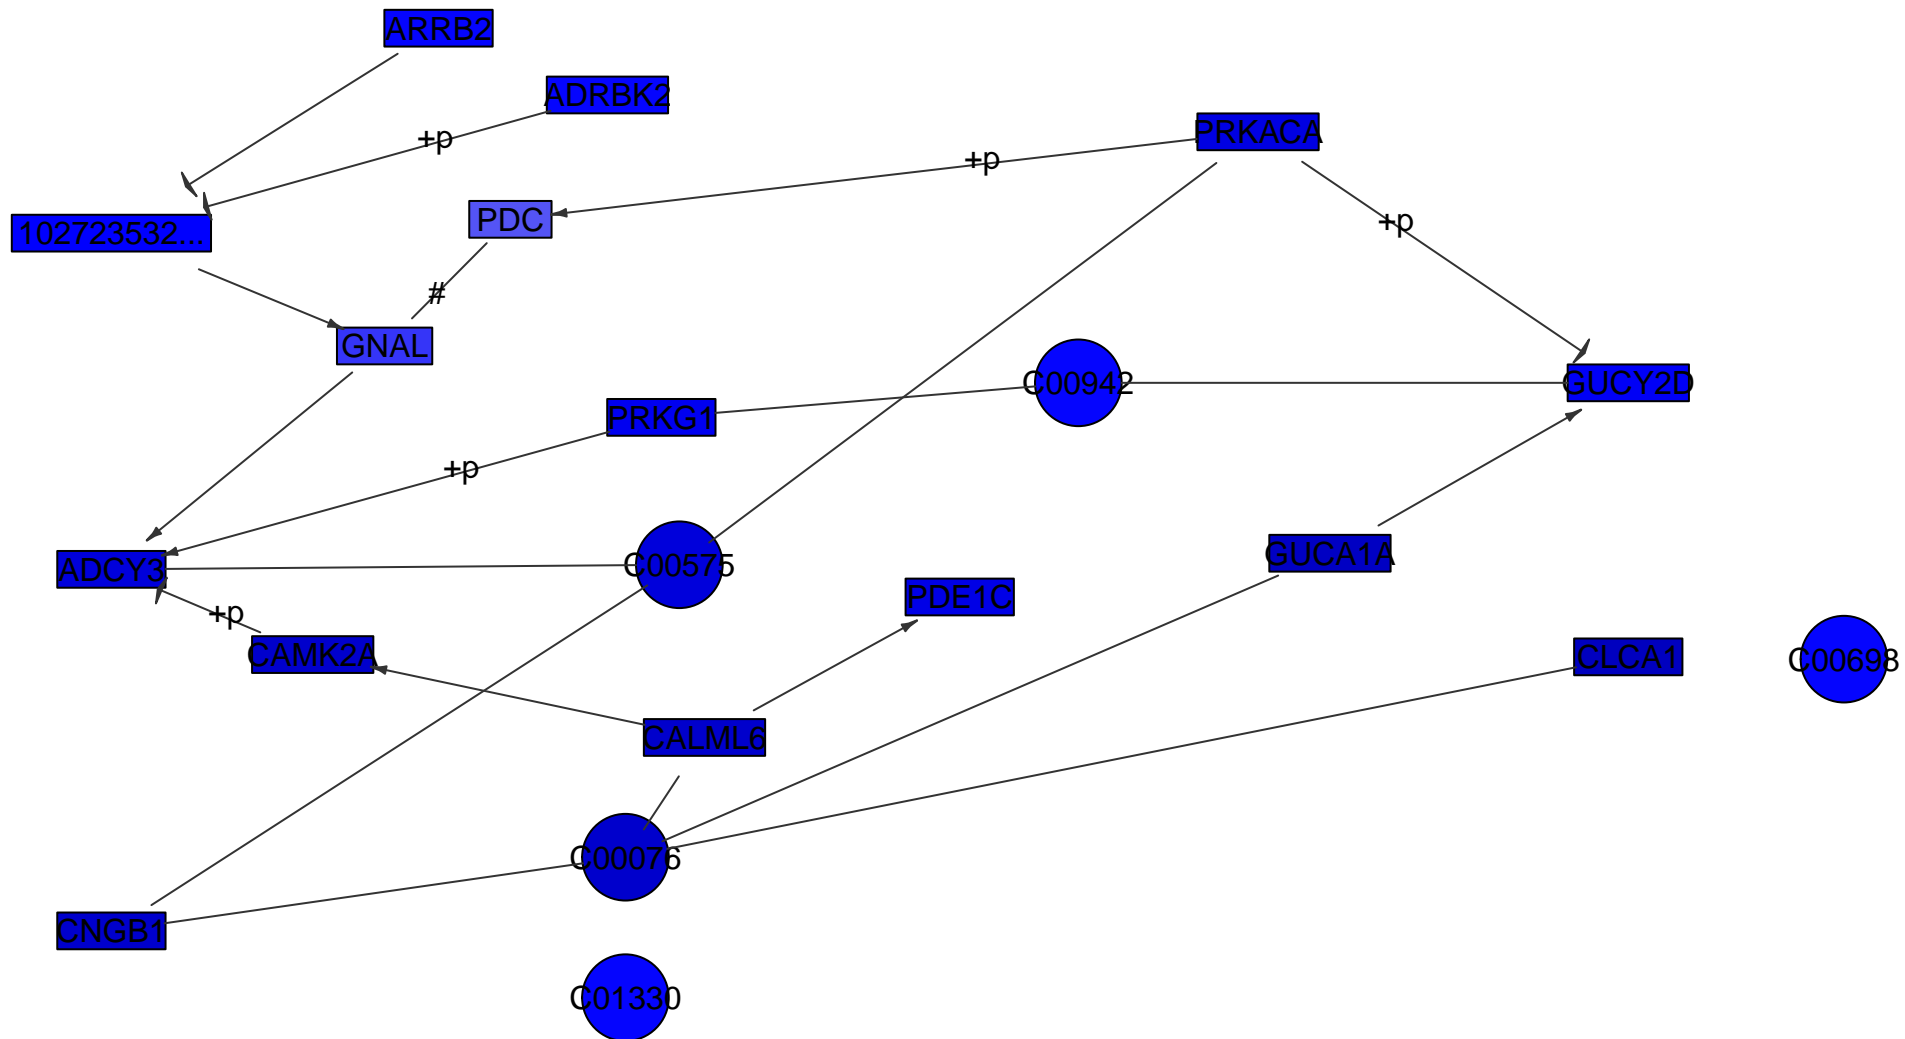 ARRB2
ADRBK2
+p
PRKACA
+p
PDC
102723532...
+p
#
GNAL
C00942
GUCY2D
PRKG1
+p
ADCY3
C00575
GUCA1A
PDE1C
+p
CAMK2A
CLCA1
C00698
CALML6
C00076
CNGB1
C01330